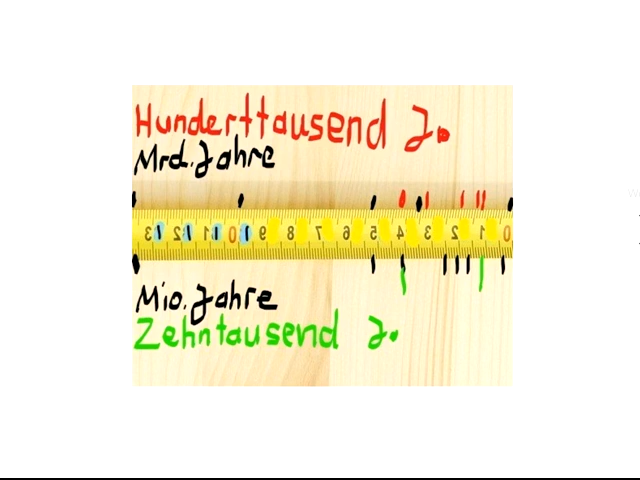 Hunderttausend J.
Mrd. Jahre
13 12 11 10 9 8 7 6 5 4 3 2 1 0
Mio. Jahre
Zehntausend J.